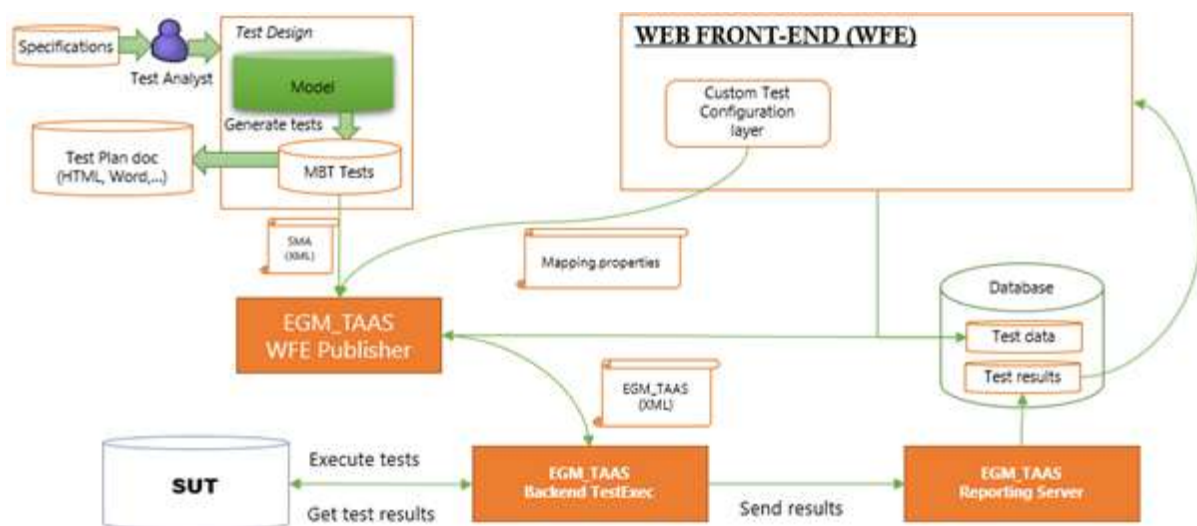 Specifications
Test Analyst
Test Design
Model
Generate tests
MBT Tests
Test Plan doc
(HTML, Word,...)
WEB FRONT-END (WFE)
Custom Test
Configuration
layer
SMA
(XML)
Mapping.properties
EGM_TAAS
WFE Publisher
Database
Test data
Test results
EGM_TAAS
(XML)
SUT
Execute tests
Get test results
EGM_TAAS
Backend TestExec
Send results
EGM_TAAS
Reporting Server